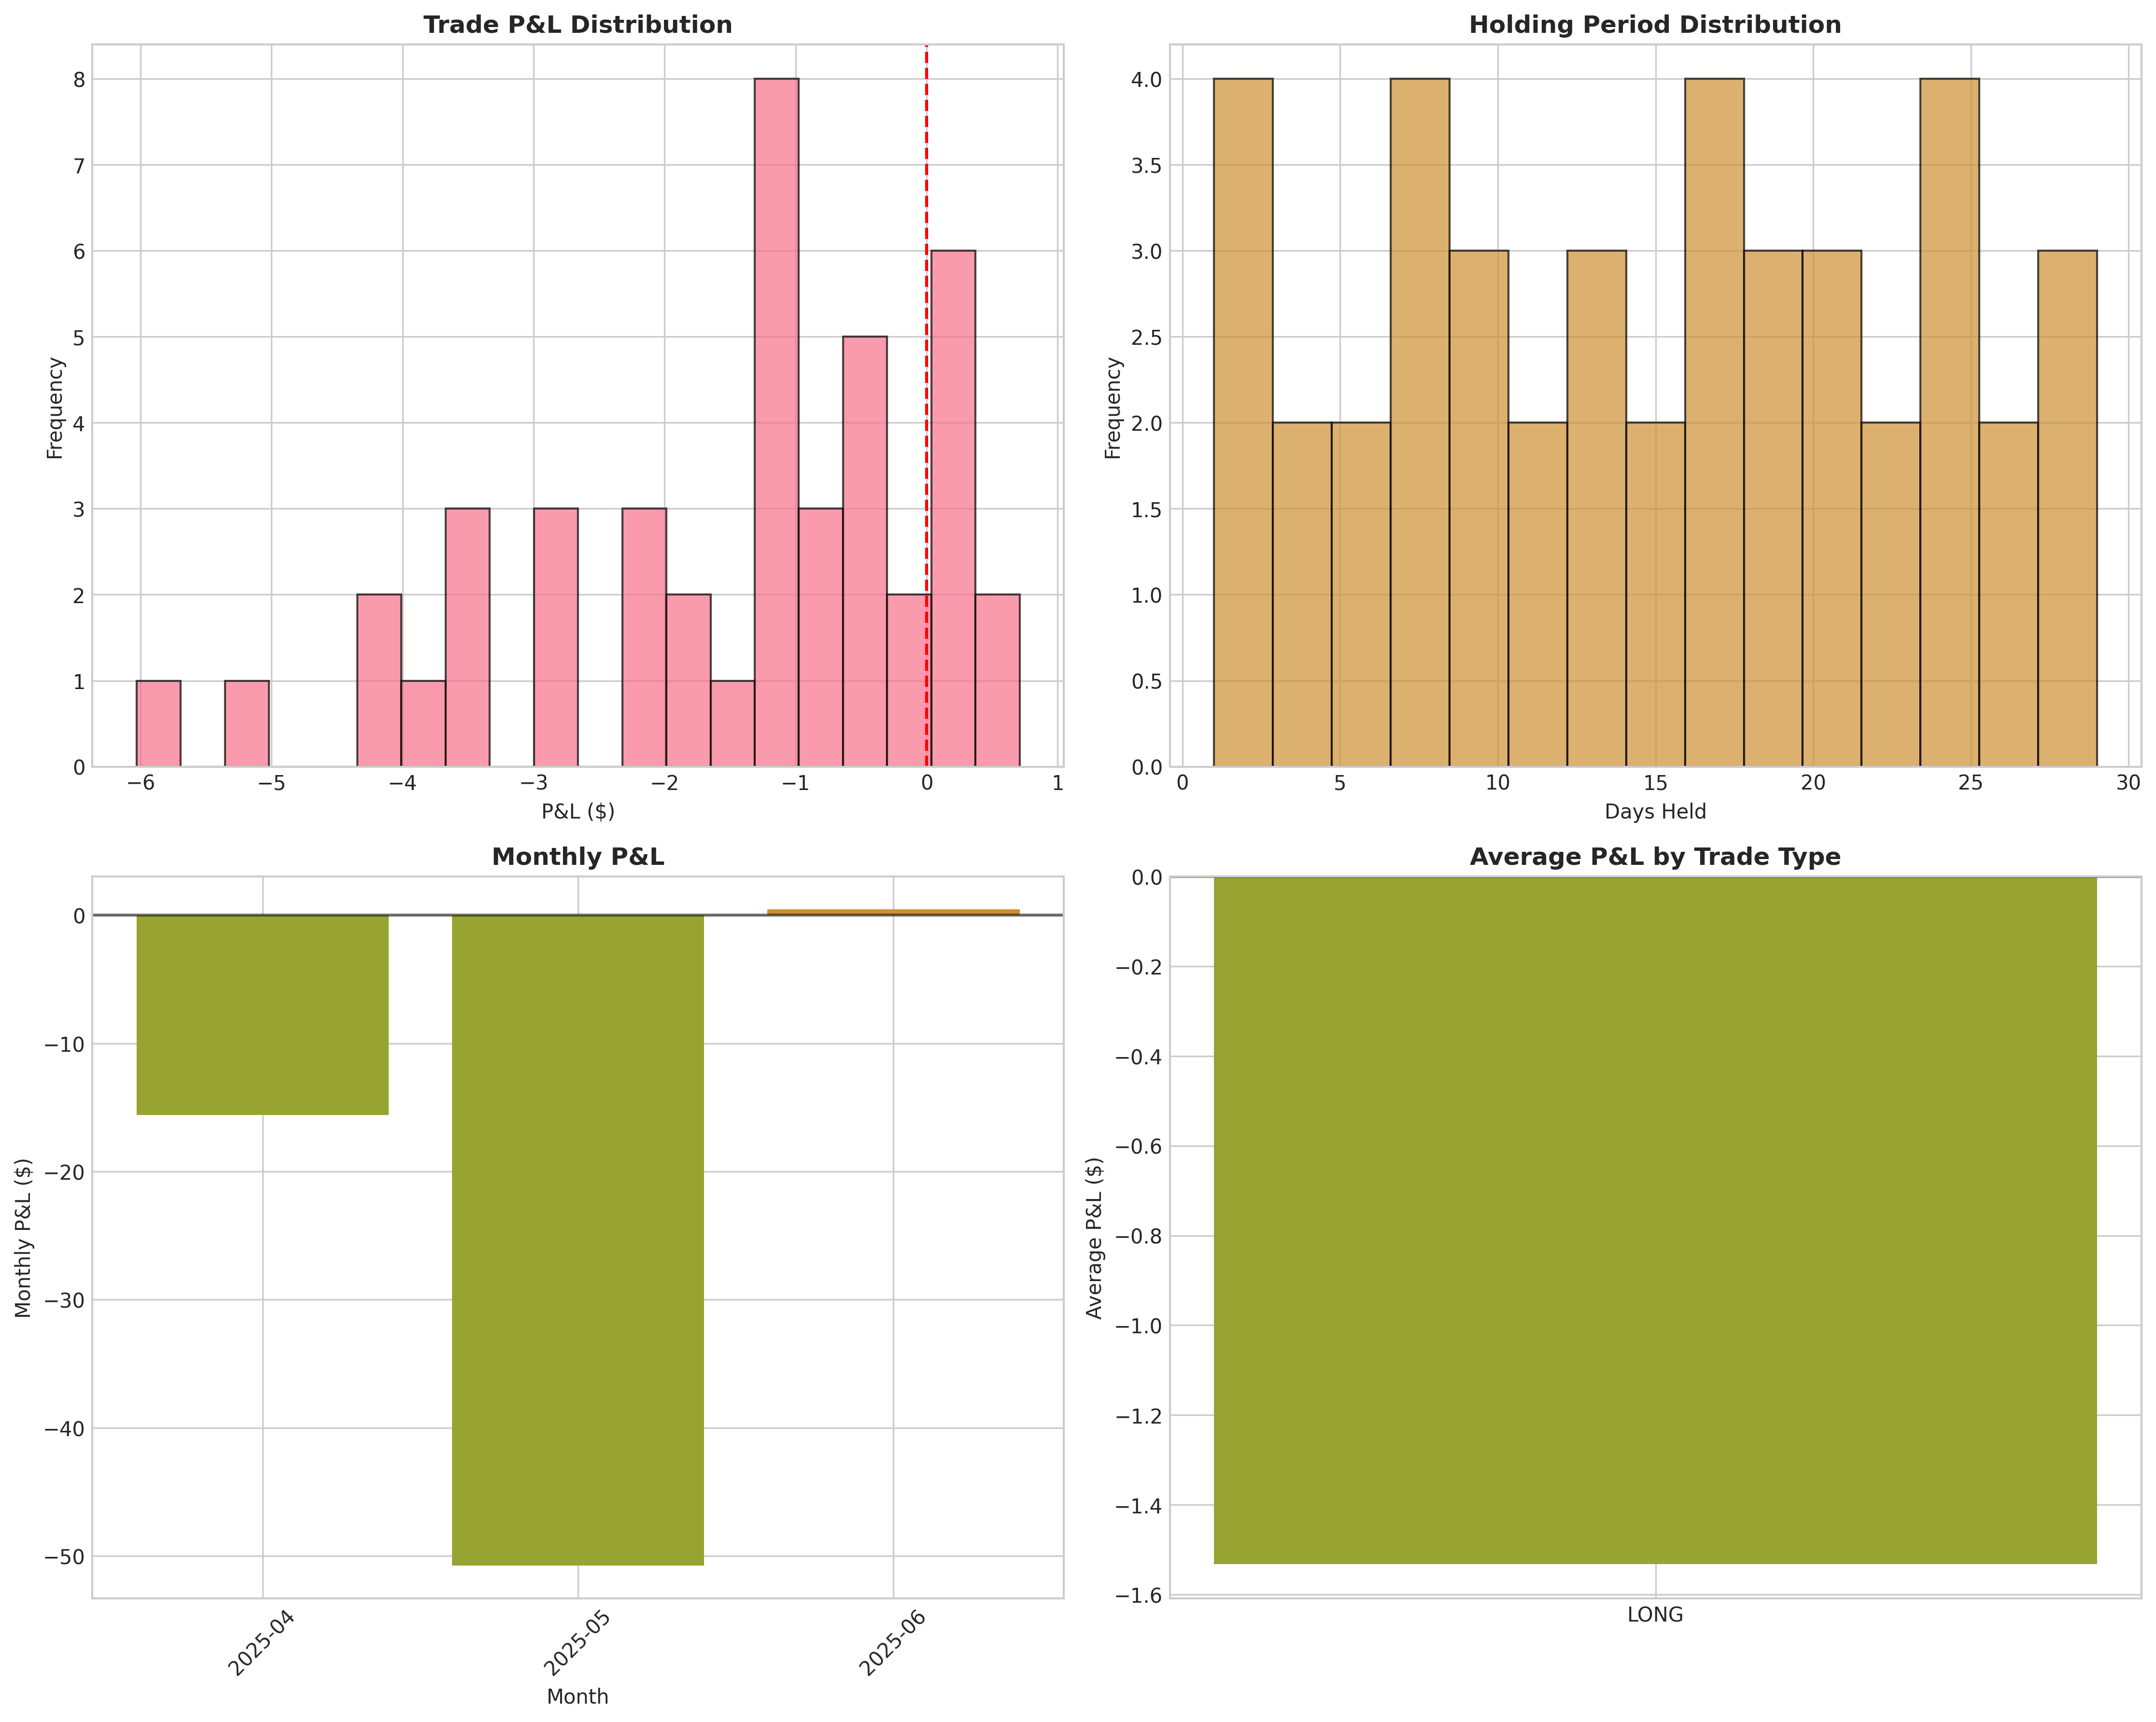 Trade P&L Distribution
Frequency
8
7
6
5
4
3
2
1
0
−6 −5 −4 −3 −2 −1 0 1
P&L ($)
Holding Period Distribution
Frequency
4.0
3.5
3.0
2.5
2.0
1.5
1.0
0.5
0.0
0 5 10 15 20 25 30
Days Held
Monthly P&L
Monthly P&L ($)
0
−10
−20
−30
−40
−50
2025-04 2025-05 2025-06
Month
Average P&L by Trade Type
Average P&L ($)
0.0
−0.2
−0.4
−0.6
−0.8
−1.0
−1.2
−1.4
−1.6
LONG